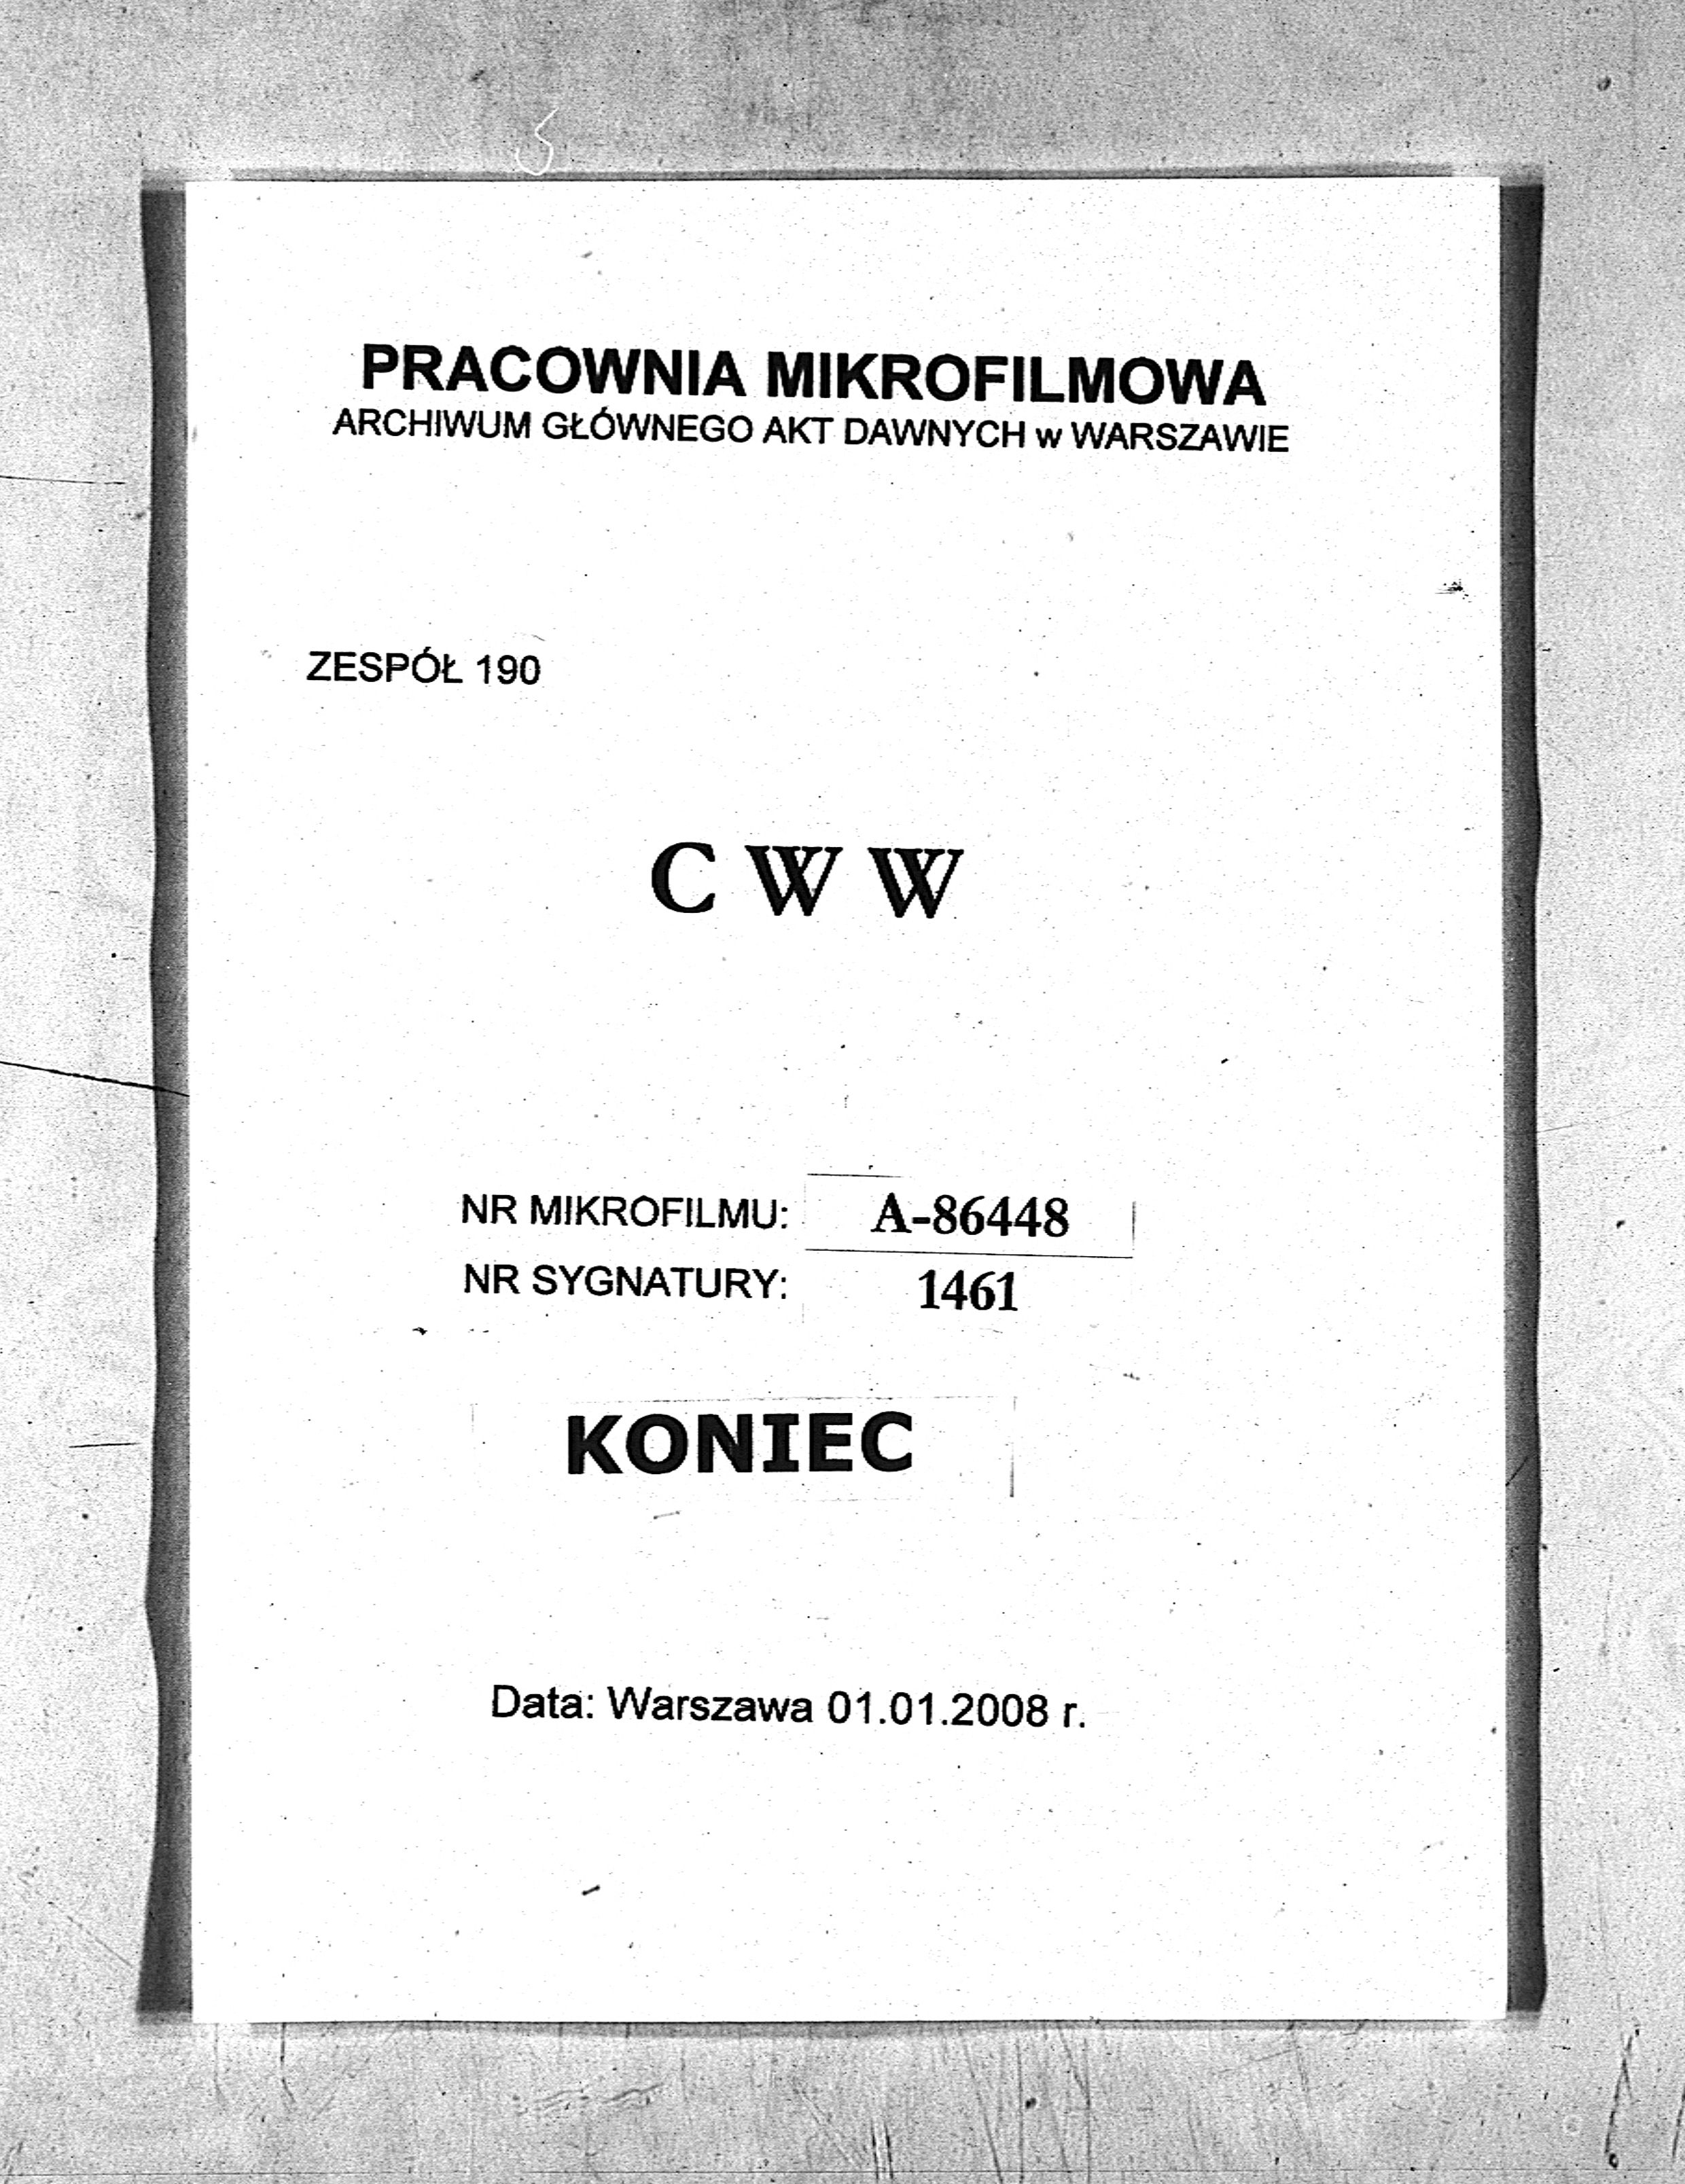 PRACOWNIA MIKROFILMOWA
ARCHIWUM GŁÓWNEGO AKT DAWNYCH w WARSZAWIE
ZESPÓŁ 190
C W W
NR MIKROFILMU: A-86448
NR SYGNATURY: 1461
KONIEC
Data: Warszawa 01.01.2008 r.